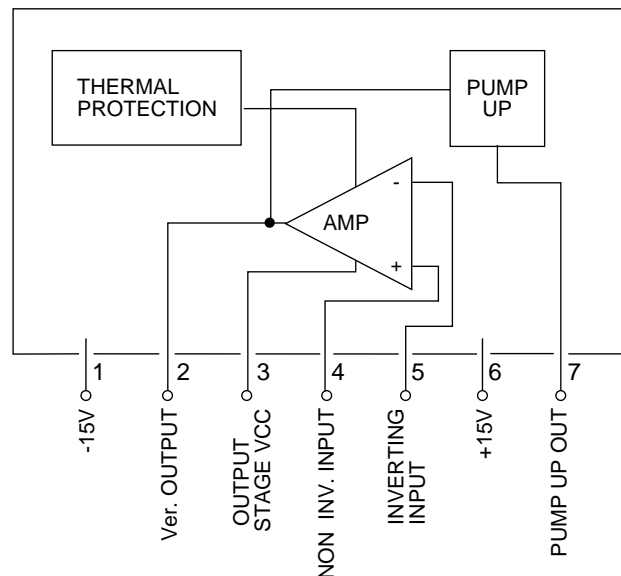 THERMAL
PROTECTION
PUMP
UP
AMP
-
+
1
2
3
4
5
6
7
-15V
Ver. OUTPUT
OUTPUT
STAGE VCC
NON INV. INPUT
INVERTING
INPUT
+15V
PUMP UP OUT